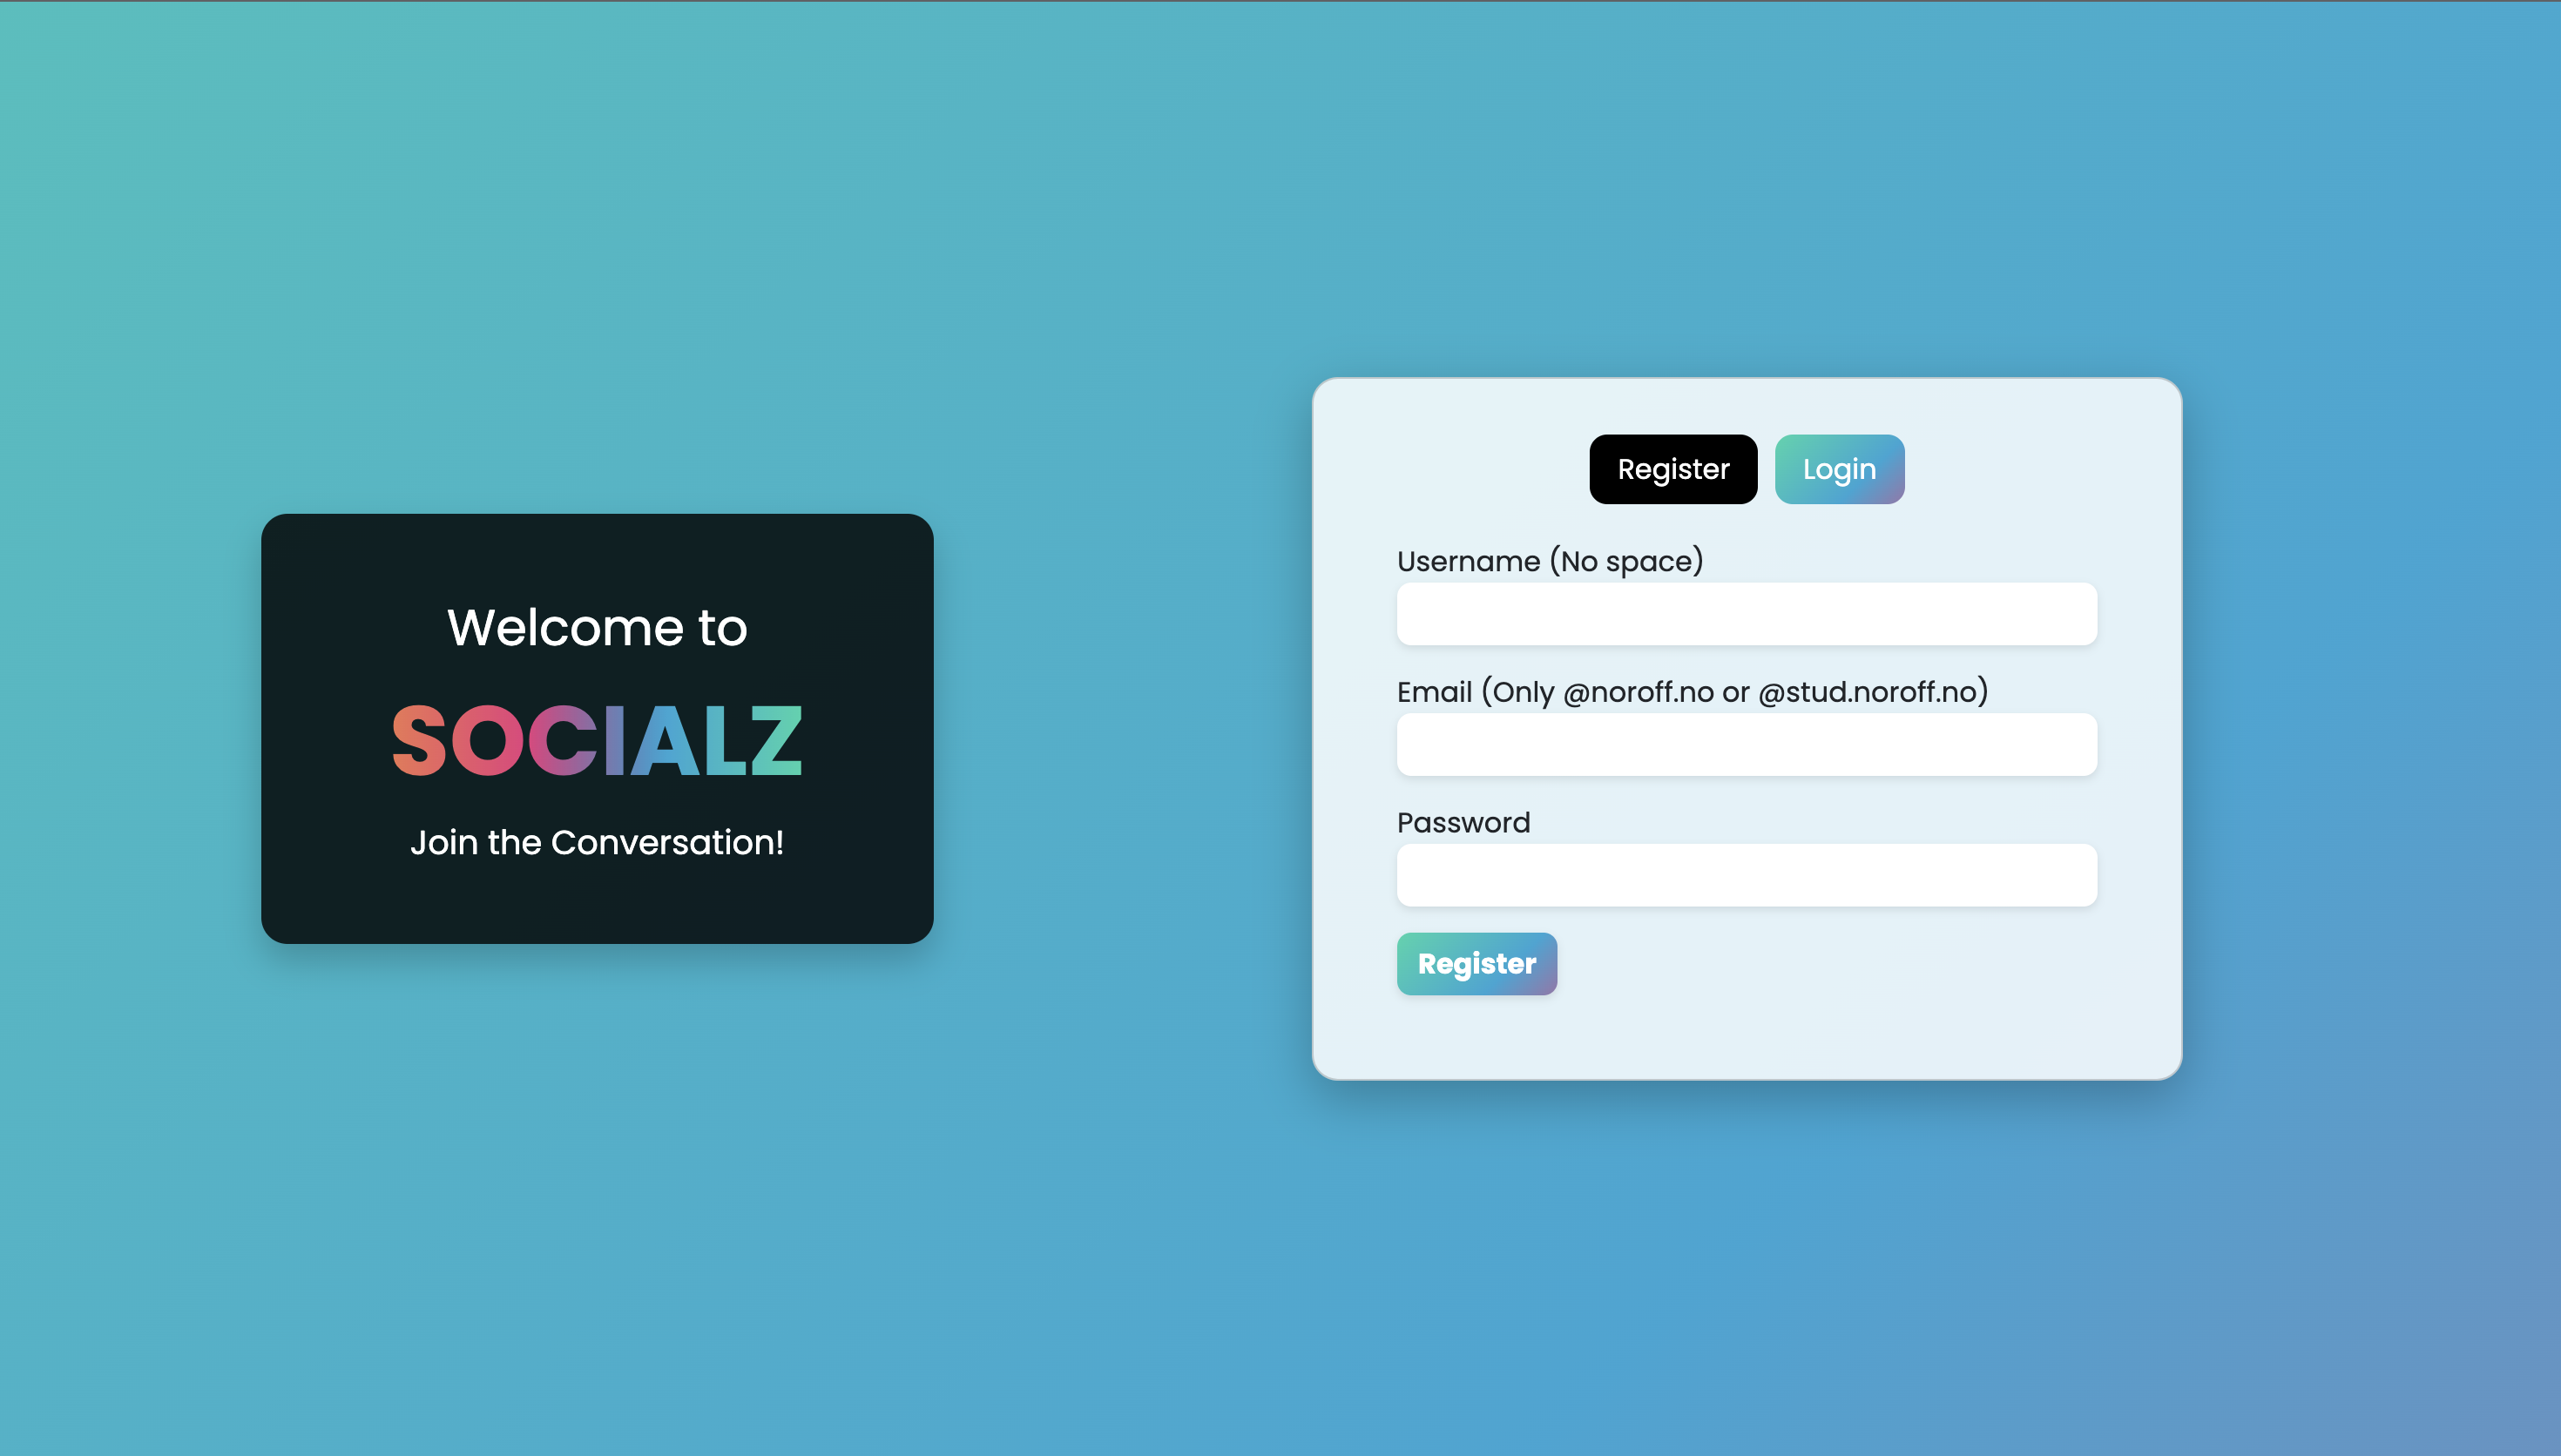 Welcome to
SOCIALZ
Join the Conversation!
Register Login
Username (No space)
Email (Only @noroff.no or @stud.noroff.no)
Password
Register